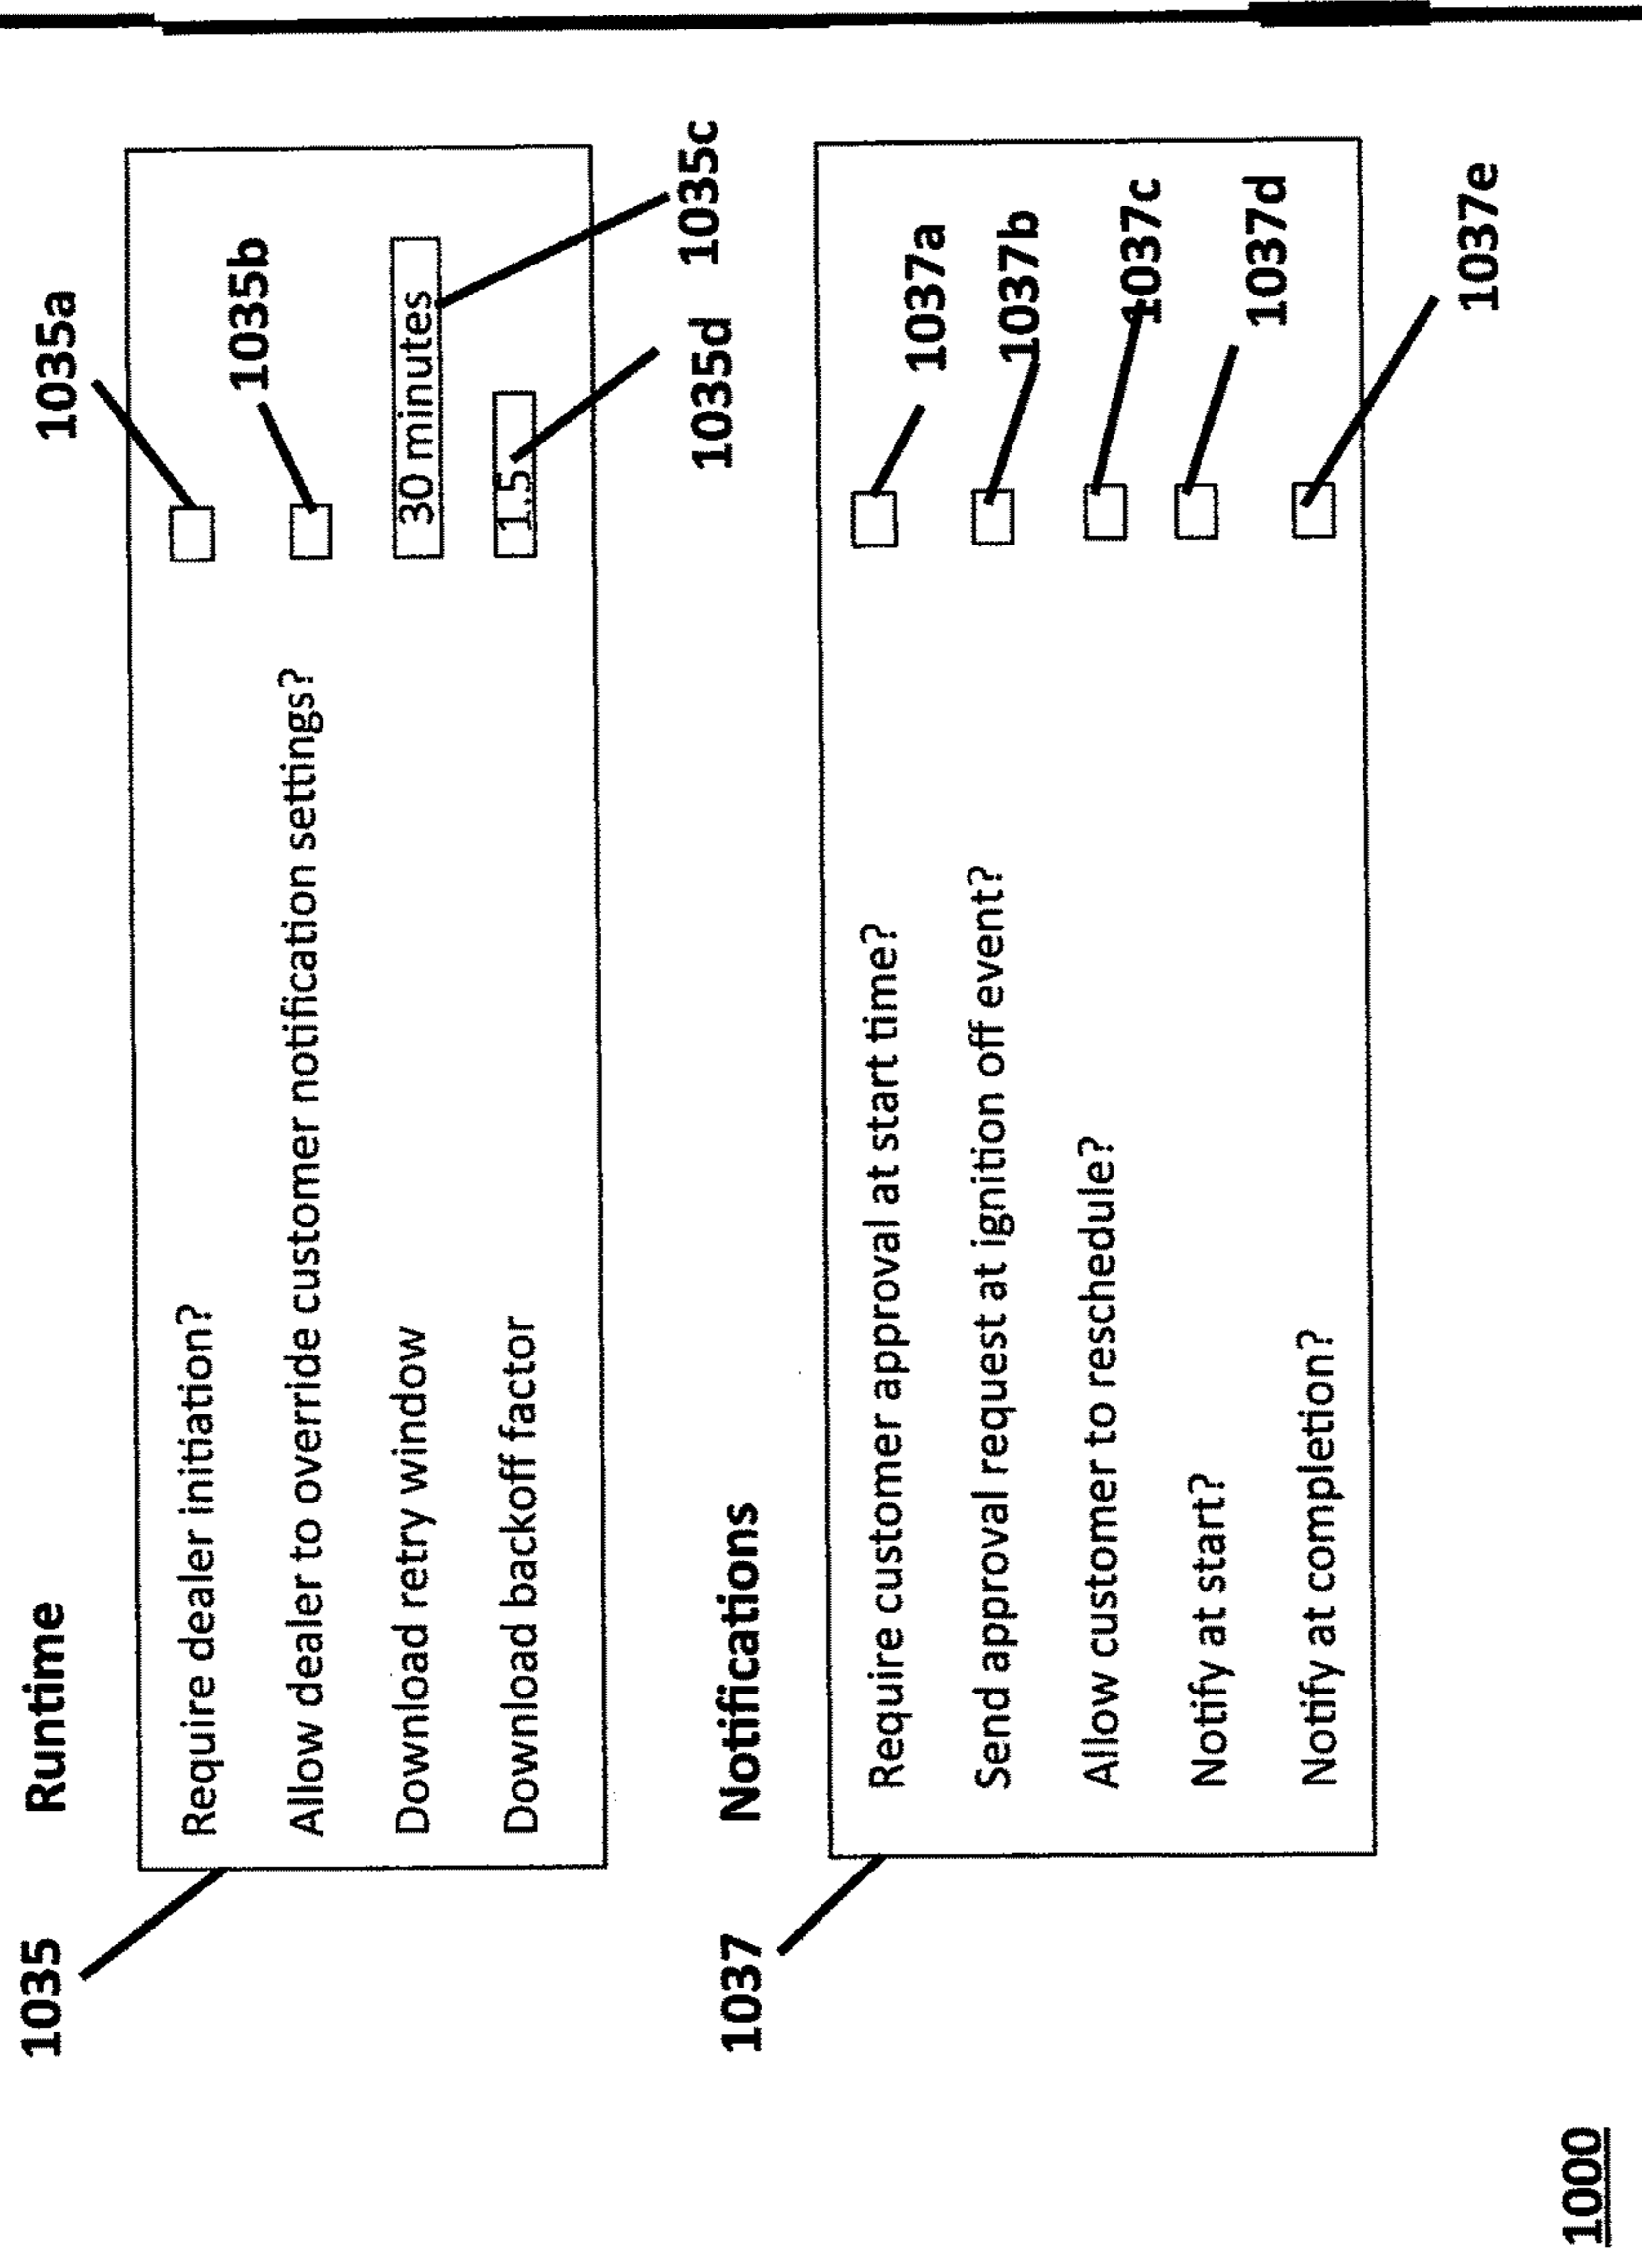 1035 Runtime 1035a
Require dealer initiation?
1035b
Allow dealer to override customer notification settings?
Download retry window 30 minutes
Download backoff factor 1.5
1035d 1035c
1037 Notifications
Require customer approval at start time?
1037a
Send approval request at ignition off event?
1037b
Allow customer to reschedule?
1037c
Notify at start?
1037d
Notify at completion?
1037e
1000